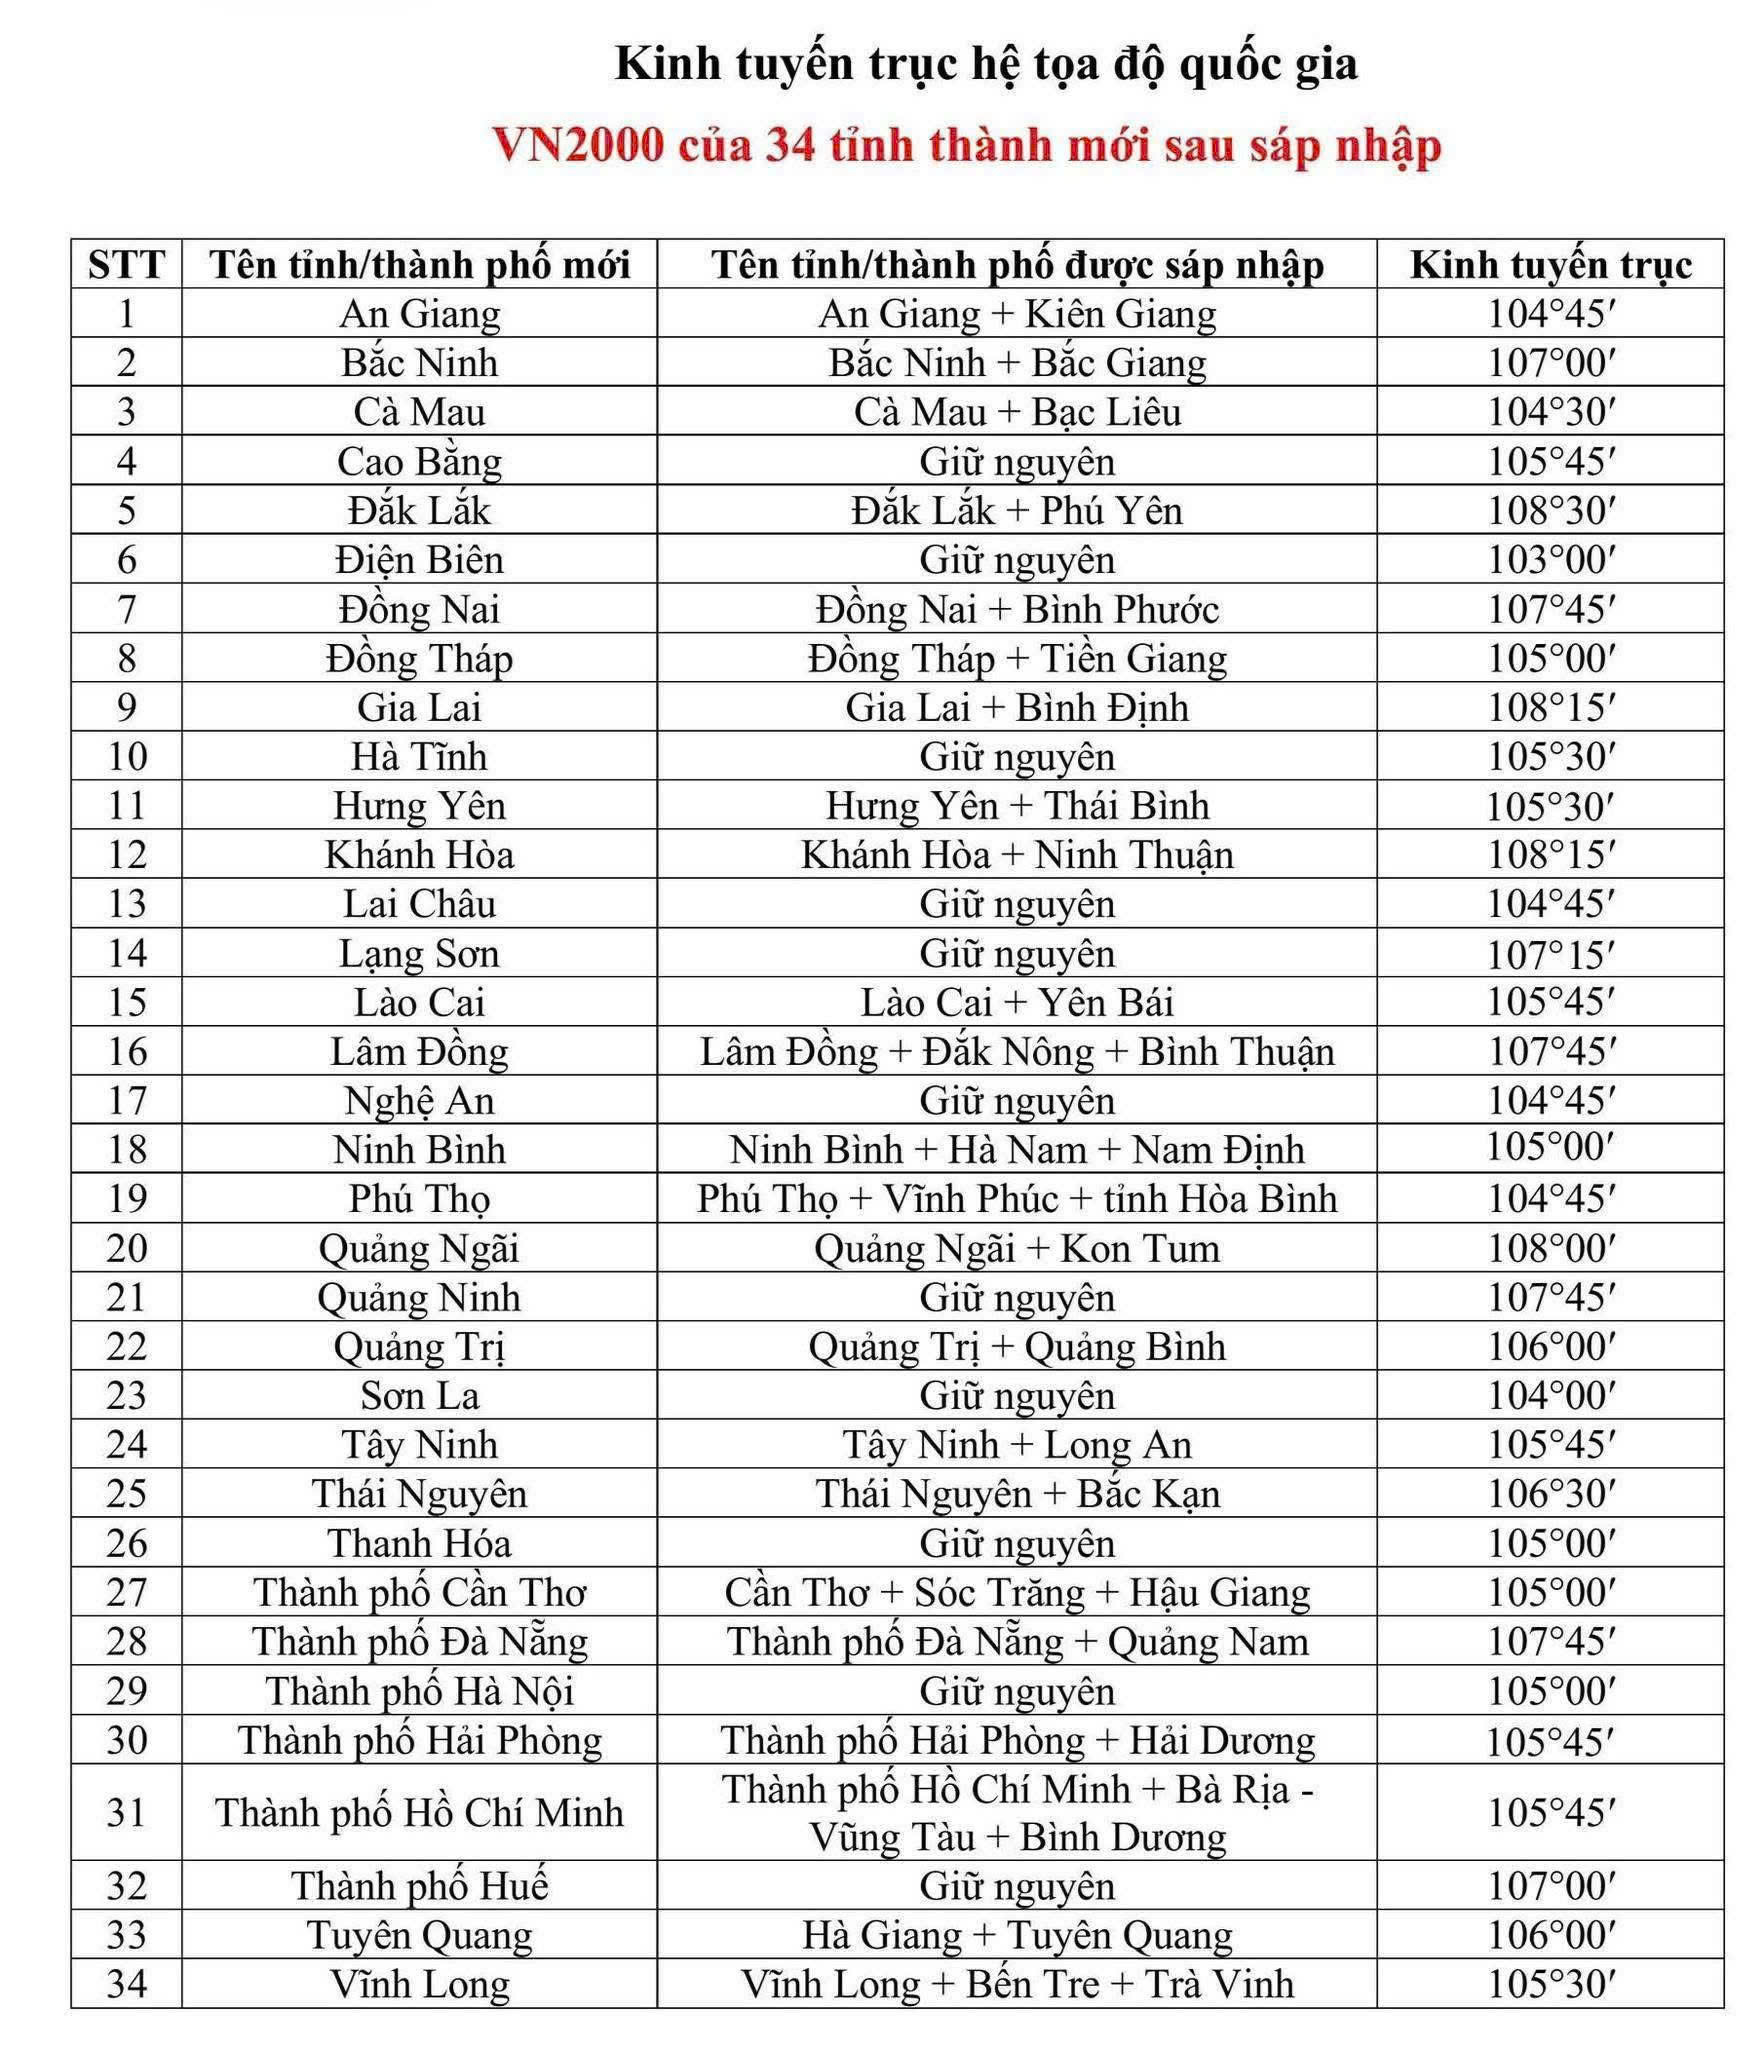 Kinh tuyến trục hệ tọa độ quốc gia
VN2000 của 34 tỉnh thành mới sau sáp nhập
STT Tên tỉnh/thành phố mới Tên tỉnh/thành phố được sáp nhập Kinh tuyến trục
1 An Giang An Giang + Kiên Giang 104°45′
2 Bắc Ninh Bắc Ninh + Bắc Giang 107°00′
3 Cà Mau Cà Mau + Bạc Liêu 104°30′
4 Cao Bằng Giữ nguyên 105°45′
5 Đắk Lắk Đắk Lắk + Phú Yên 108°30′
6 Điện Biên Giữ nguyên 103°00′
7 Đồng Nai Đồng Nai + Bình Phước 107°45′
8 Đồng Tháp Đồng Tháp + Tiền Giang 105°00′
9 Gia Lai Gia Lai + Bình Định 108°15′
10 Hà Tĩnh Giữ nguyên 105°30′
11 Hưng Yên Hưng Yên + Thái Bình 105°30′
12 Khánh Hòa Khánh Hòa + Ninh Thuận 108°15′
13 Lai Châu Giữ nguyên 104°45′
14 Lạng Sơn Giữ nguyên 107°15′
15 Lào Cai Lào Cai + Yên Bái 105°45′
16 Lâm Đồng Lâm Đồng + Đắk Nông + Bình Thuận 107°45′
17 Nghệ An Giữ nguyên 104°45′
18 Ninh Bình Ninh Bình + Hà Nam + Nam Định 105°00′
19 Phú Thọ Phú Thọ + Vĩnh Phúc + tỉnh Hòa Bình 104°45′
20 Quảng Ngãi Quảng Ngãi + Kon Tum 108°00′
21 Quảng Ninh Giữ nguyên 107°45′
22 Quảng Trị Quảng Trị + Quảng Bình 106°00′
23 Sơn La Giữ nguyên 104°00′
24 Tây Ninh Tây Ninh + Long An 105°45′
25 Thái Nguyên Thái Nguyên + Bắc Kạn 106°30′
26 Thanh Hóa Giữ nguyên 105°00′
27 Thành phố Cần Thơ Cần Thơ + Sóc Trăng + Hậu Giang 105°00′
28 Thành phố Đà Nẵng Thành phố Đà Nẵng + Quảng Nam 107°45′
29 Thành phố Hà Nội Giữ nguyên 105°00′
30 Thành phố Hải Phòng Thành phố Hải Phòng + Hải Dương 105°45′
31 Thành phố Hồ Chí Minh Thành phố Hồ Chí Minh + Bà Rịa -
Vũng Tàu + Bình Dương 105°45′
32 Thành phố Huế Giữ nguyên 107°00′
33 Tuyên Quang Hà Giang + Tuyên Quang 106°00′
34 Vĩnh Long Vĩnh Long + Bến Tre + Trà Vinh 105°30′